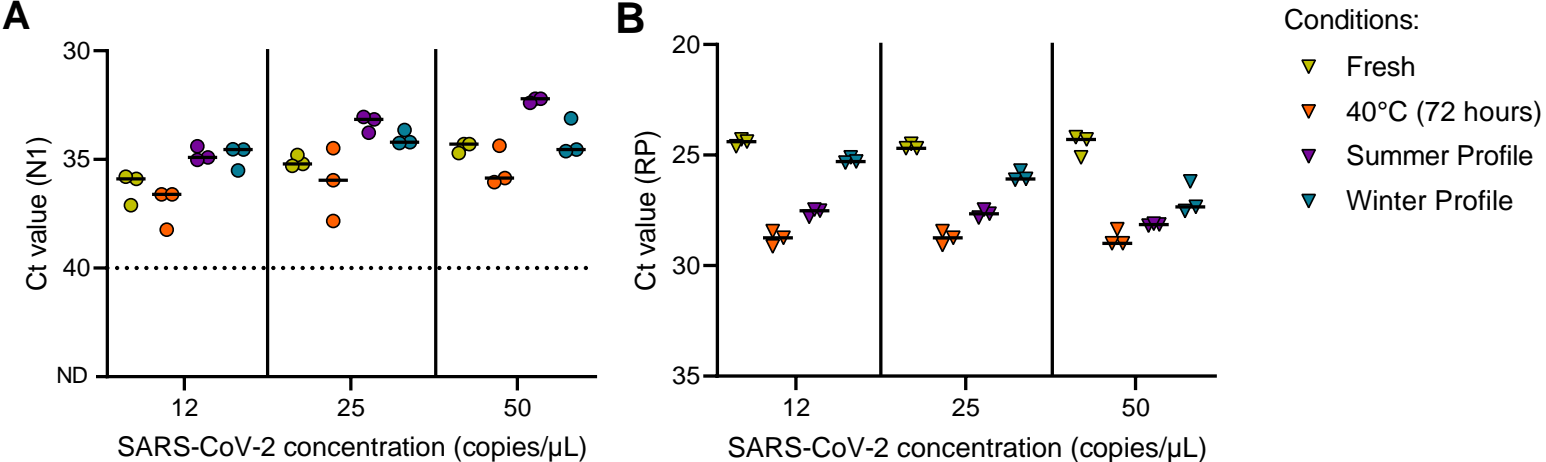 A
Ct value (N1)
30
35
40
ND
12 25 50
SARS-CoV-2 concentration (copies/µL)
B
Ct value (RP)
20
25
30
35
12 25 50
SARS-CoV-2 concentration (copies/µL)
Conditions:
Fresh
40°C (72 hours)
Summer Profile
Winter Profile